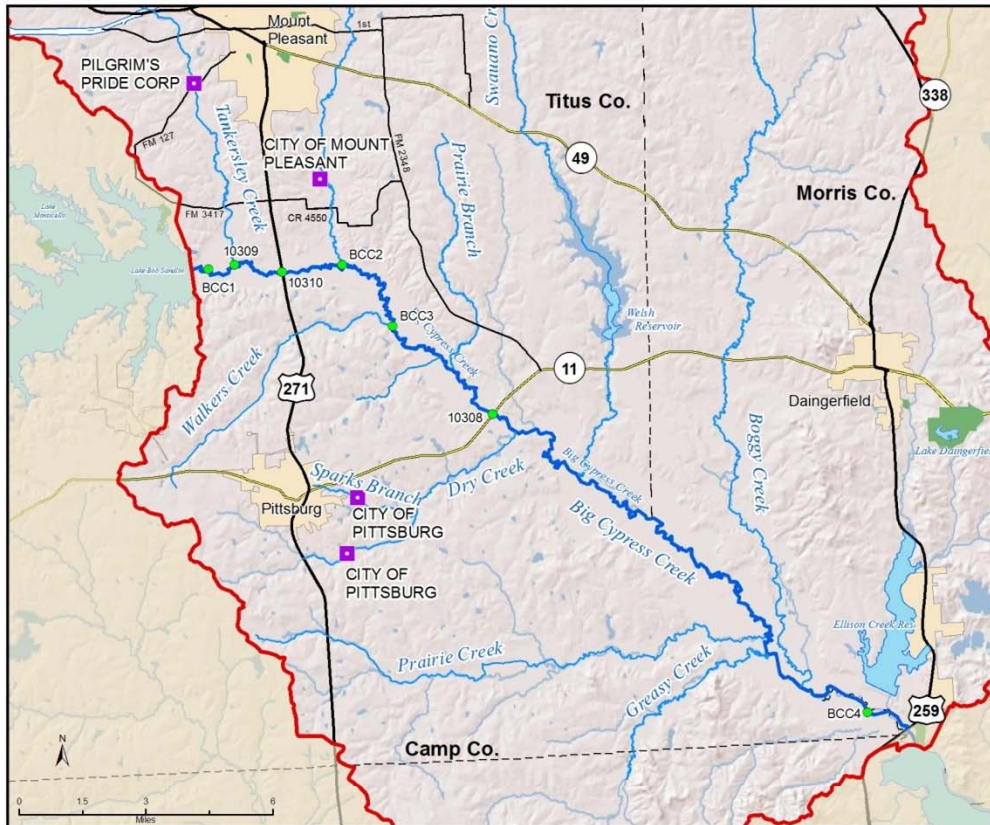 Mount
Pleasant
1st
PILGRIM'S
PRIDE CORP
Swauano Cr
Titus Co.
338
FM 127
Tankersley Creek
CITY OF MOUNT
PLEASANT
FM 2348
Prairie Branch
49
Morris Co.
Lake
Monticello
FM 3417
CR 4550
10309
BCC2
Lake Bob Sandlin
BCC1
10310
BCC3
Big Cypress Creek
Welsh
Reservoir
Walkers Creek
271
11
Daingerfield
10308
Boggy Creek
Lake Daingerfield
Sparks Branch
Dry Creek
Big Cypress Creek
Pittsburg
CITY OF
PITTSBURG
Big Cypress Creek
CITY OF
PITTSBURG
Ellison Creek Res
Prairie Creek
Greasy Creek
BCC4
259
Camp Co.
N
0 1.5 3 6
Miles